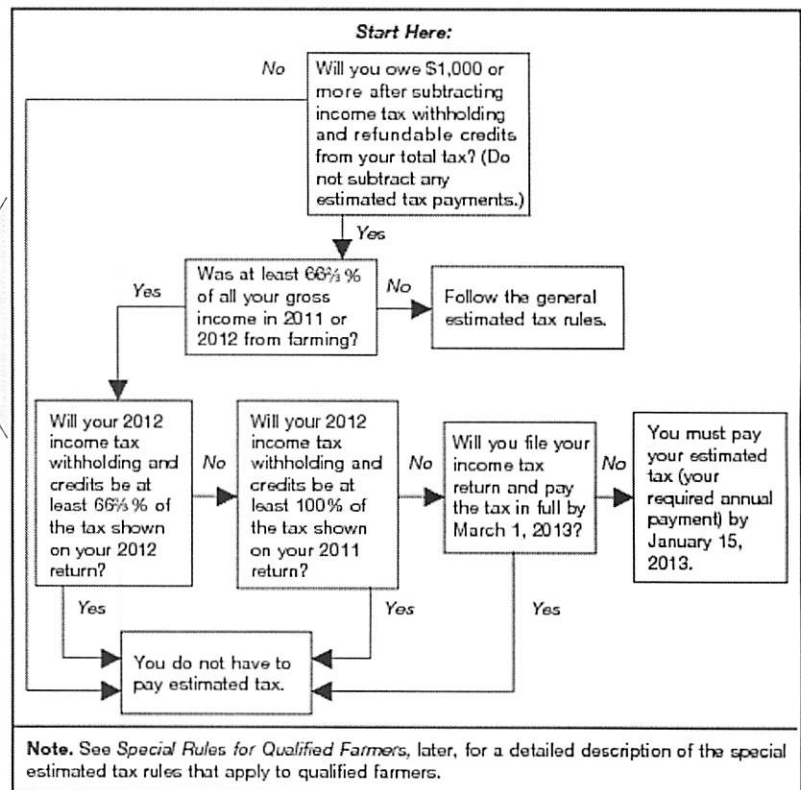 Start Here:
No
Will you owe $1,000 or
more after subtracting
income tax withholding
and refundable credits
from your total tax? (Do
not subtract any
estimated tax payments.)
Yes
Yes
Was at least 66⅔ %
of all your gross
income in 2011 or
2012 from farming?
No
Follow the general
estimated tax rules.
Will your 2012
income tax
withholding and
credits be at
least 66⅔ % of
the tax shown
on your 2012
return?
No
Will your 2012
income tax
withholding and
credits be at
least 100% of
the tax shown
on your 2011
return?
No
Will you file your
income tax
return and pay
the tax in full by
March 1, 2013?
No
You must pay
your estimated
tax (your
required annual
payment) by
January 15,
2013.
Yes
Yes
Yes
You do not have to
pay estimated tax.
Note. See Special Rules for Qualified Farmers, later, for a detailed description of the special
estimated tax rules that apply to qualified farmers.